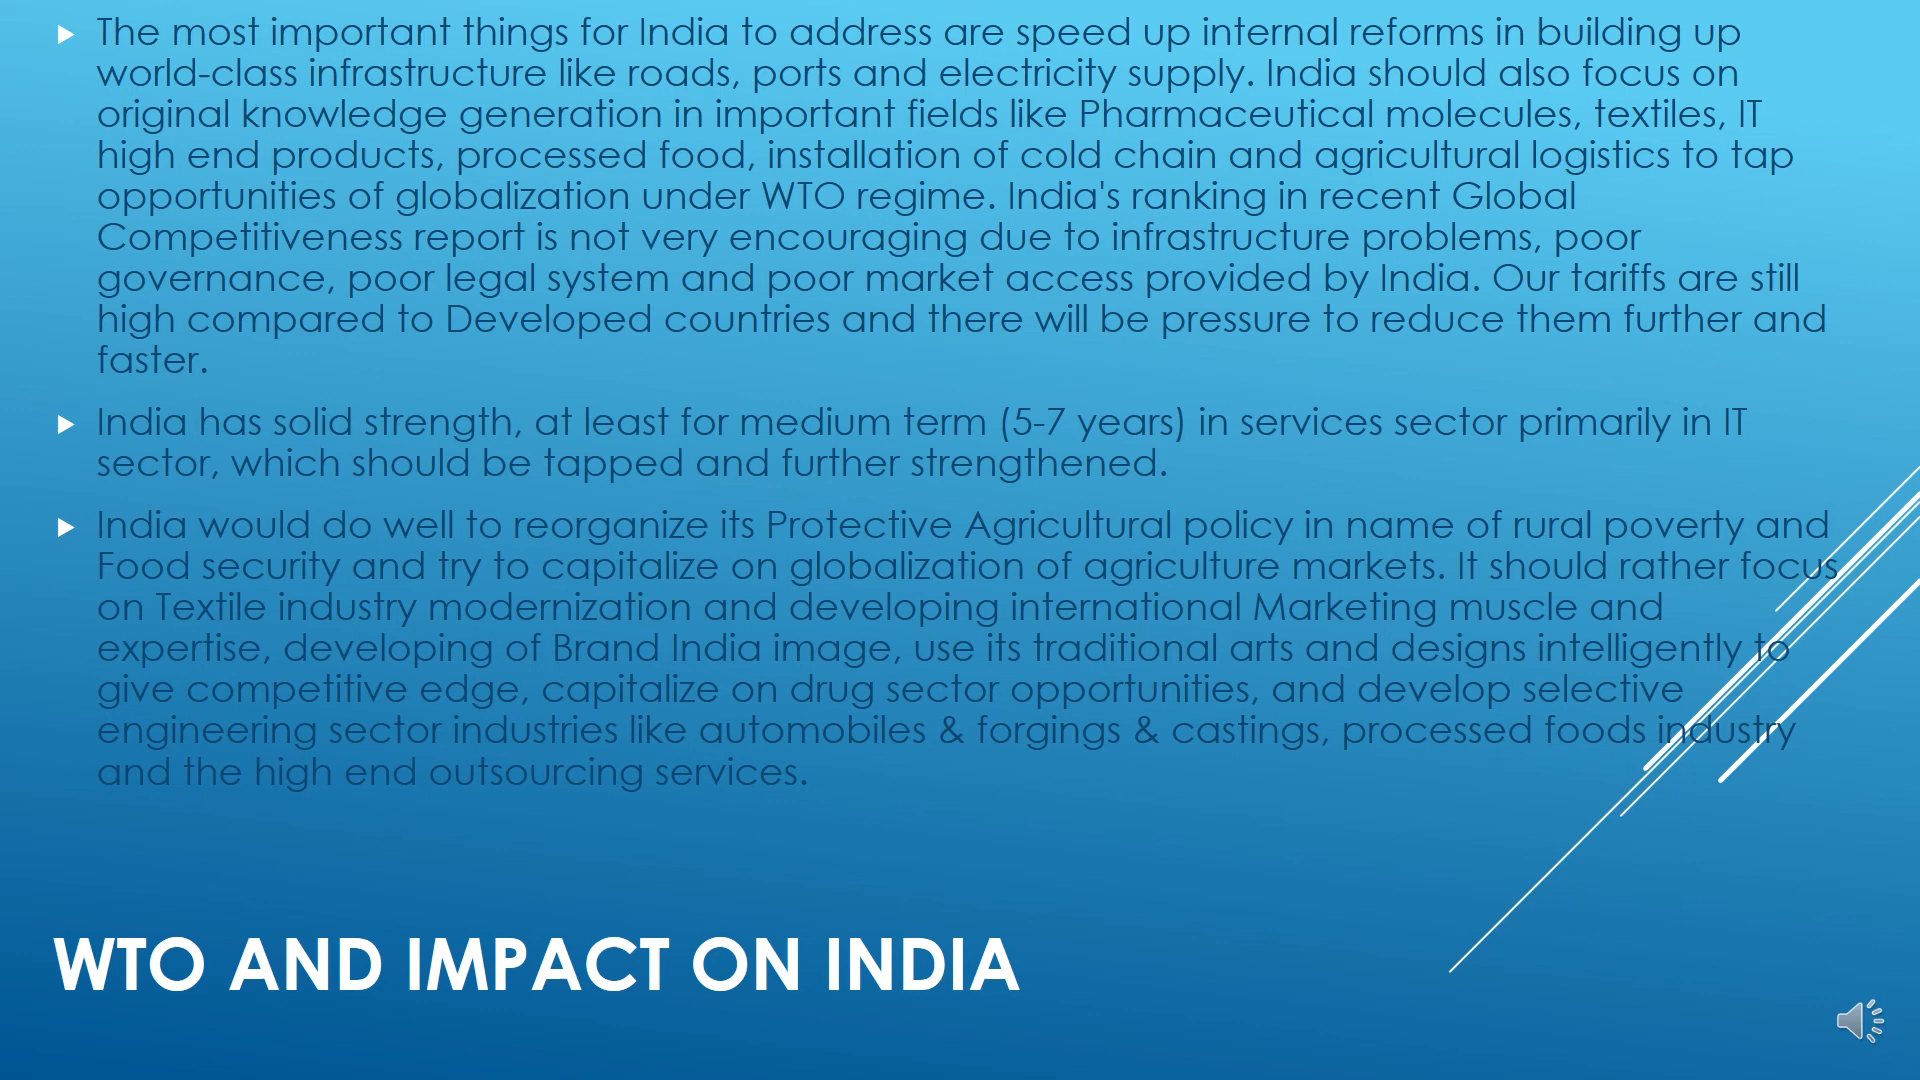 The most important things for India to address are speed up internal reforms in building up
world-class infrastructure like roads, ports and electricity supply. India should also focus on
original knowledge generation in important fields like Pharmaceutical molecules, textiles, IT
high end products, processed food, installation of cold chain and agricultural logistics to tap
opportunities of globalization under WTO regime. India's ranking in recent Global
Competitiveness report is not very encouraging due to infrastructure problems, poor
governance, poor legal system and poor market access provided by India. Our tariffs are still
high compared to Developed countries and there will be pressure to reduce them further and
faster.
India has solid strength, at least for medium term (5-7 years) in services sector primarily in IT
sector, which should be tapped and further strengthened.
India would do well to reorganize its Protective Agricultural policy in name of rural poverty and
Food security and try to capitalize on globalization of agriculture markets. It should rather focus
on Textile industry modernization and developing international Marketing muscle and
expertise, developing of Brand India image, use its traditional arts and designs intelligently to
give competitive edge, capitalize on drug sector opportunities, and develop selective
engineering sector industries like automobiles & forgings & castings, processed foods industry
and the high end outsourcing services.
WTO AND IMPACT ON INDIA